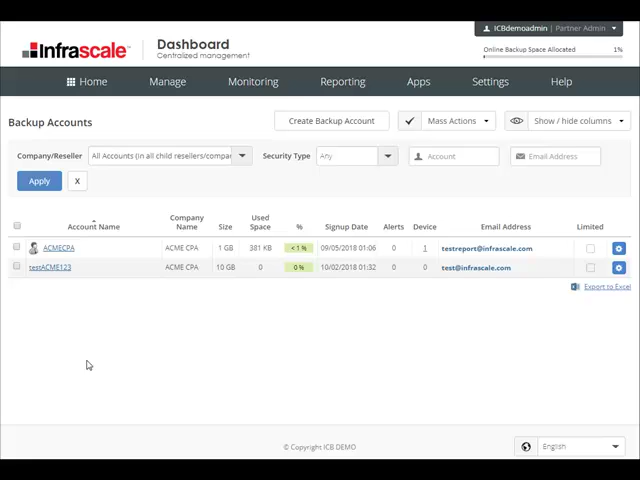 ICBdemoadmin | Partner Admin
Infrascale
Dashboard
Centralized management
Online Backup Space Allocated 1%
Home Manage Monitoring Reporting Apps Settings Help
Backup Accounts
Create Backup Account
Mass Actions
Show / hide columns
Company/Reseller All Accounts (in all child resellers/compar Security Type Any Account Email Address
Apply X
Account Name Company Name Size Used Space % Signup Date Alerts Device Email Address Limited
ACMECPA ACME CPA 1 GB 381 KB < 1 % 09/05/2018 01:06 0 1 testreport@infrascale.com
testACME123 ACME CPA 10 GB 0 0 % 10/02/2018 01:32 0 0 test@infrascale.com
Export to Excel
© Copyright ICB DEMO
English